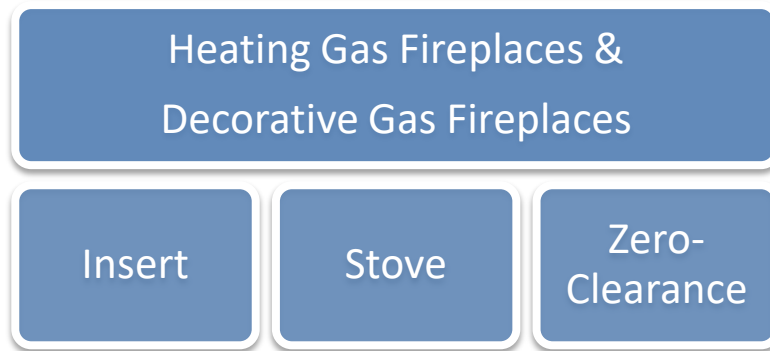 Heating Gas Fireplaces &
Decorative Gas Fireplaces
Insert
Stove
Zero-
Clearance